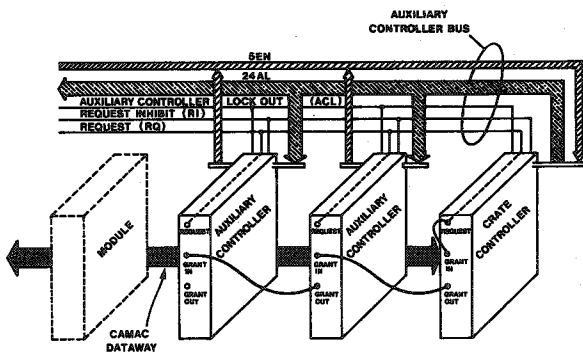 AUXILIARY
CONTROLLER BUS
5EN
24AL
AUXILIARY CONTROLLER LOCK OUT (ACL)
REQUEST INHIBIT (RI)
REQUEST (RQ)
MODULE
AUXILIARY
CONTROLLER
REQUEST
GRANT
IN
GRANT
OUT
AUXILIARY
CONTROLLER
REQUEST
GRANT
IN
GRANT
OUT
CRATE
CONTROLLER
REQUEST
GRANT
IN
GRANT
OUT
CAMAC
DATAWAY